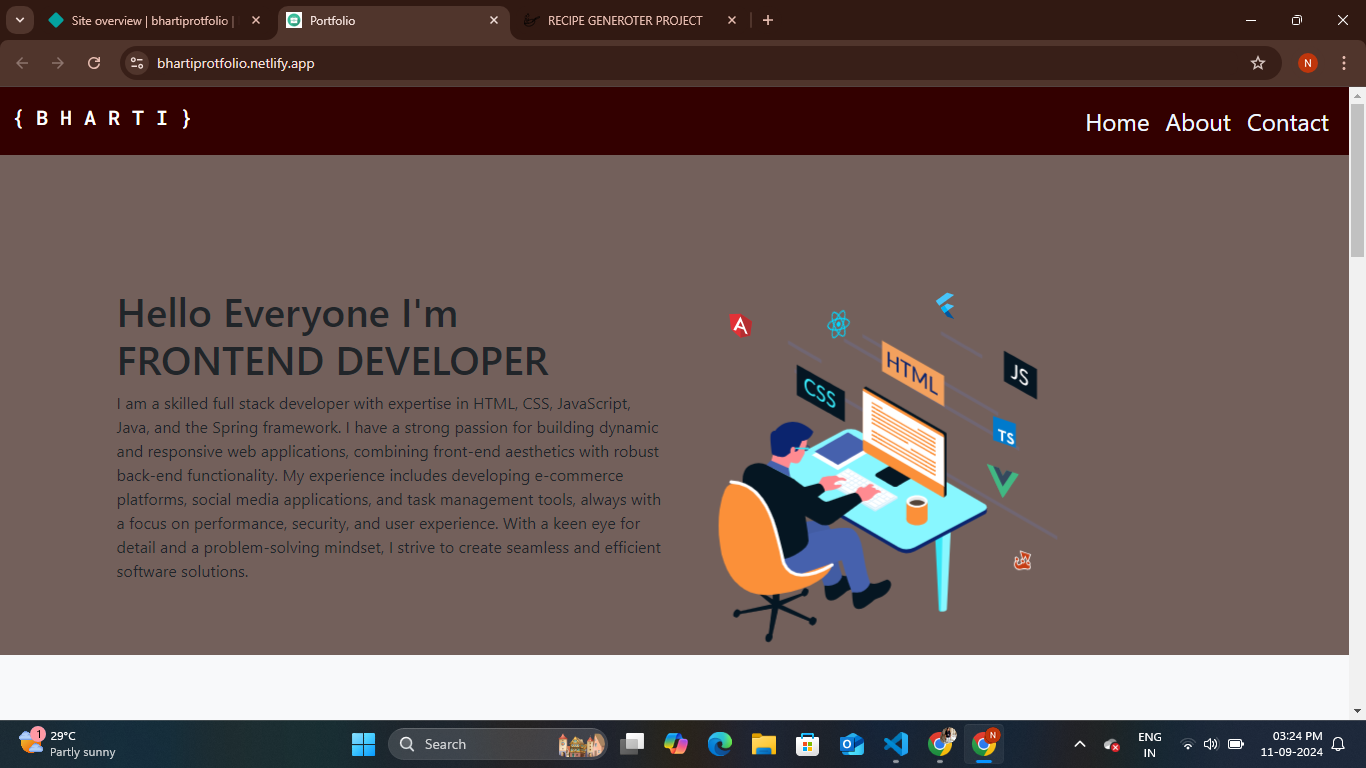 Site overview | bhartiprotfolio |
Portfolio
RECIPE GENEROTER PROJECT
bhartiprotfolio.netlify.app
N
{ B H A R T I }
Home About Contact
Hello Everyone I'm
FRONTEND DEVELOPER
I am a skilled full stack developer with expertise in HTML, CSS, JavaScript,
Java, and the Spring framework. I have a strong passion for building dynamic
and responsive web applications, combining front-end aesthetics with robust
back-end functionality. My experience includes developing e-commerce
platforms, social media applications, and task management tools, always with
a focus on performance, security, and user experience. With a keen eye for
detail and a problem-solving mindset, I strive to create seamless and efficient
software solutions.
A
HTML
JS
CSS
TS
1
29°C
Partly sunny
Search
N
ENG
IN
03:24 PM
11-09-2024